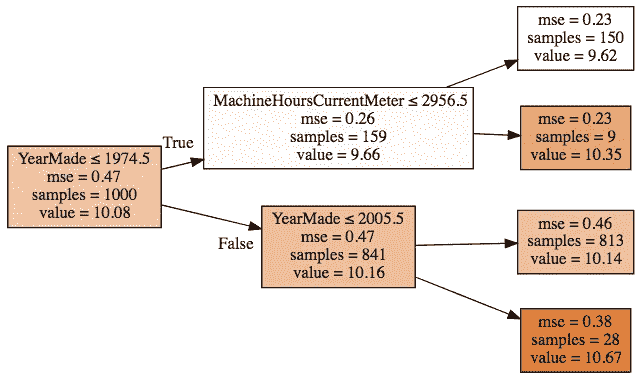 YearMade ≤ 1974.5
mse = 0.47
samples = 1000
value = 10.08
True
False
MachineHoursCurrentMeter ≤ 2956.5
mse = 0.26
samples = 159
value = 9.66
YearMade ≤ 2005.5
mse = 0.47
samples = 841
value = 10.16
mse = 0.23
samples = 150
value = 9.62
mse = 0.23
samples = 9
value = 10.35
mse = 0.46
samples = 813
value = 10.14
mse = 0.38
samples = 28
value = 10.67